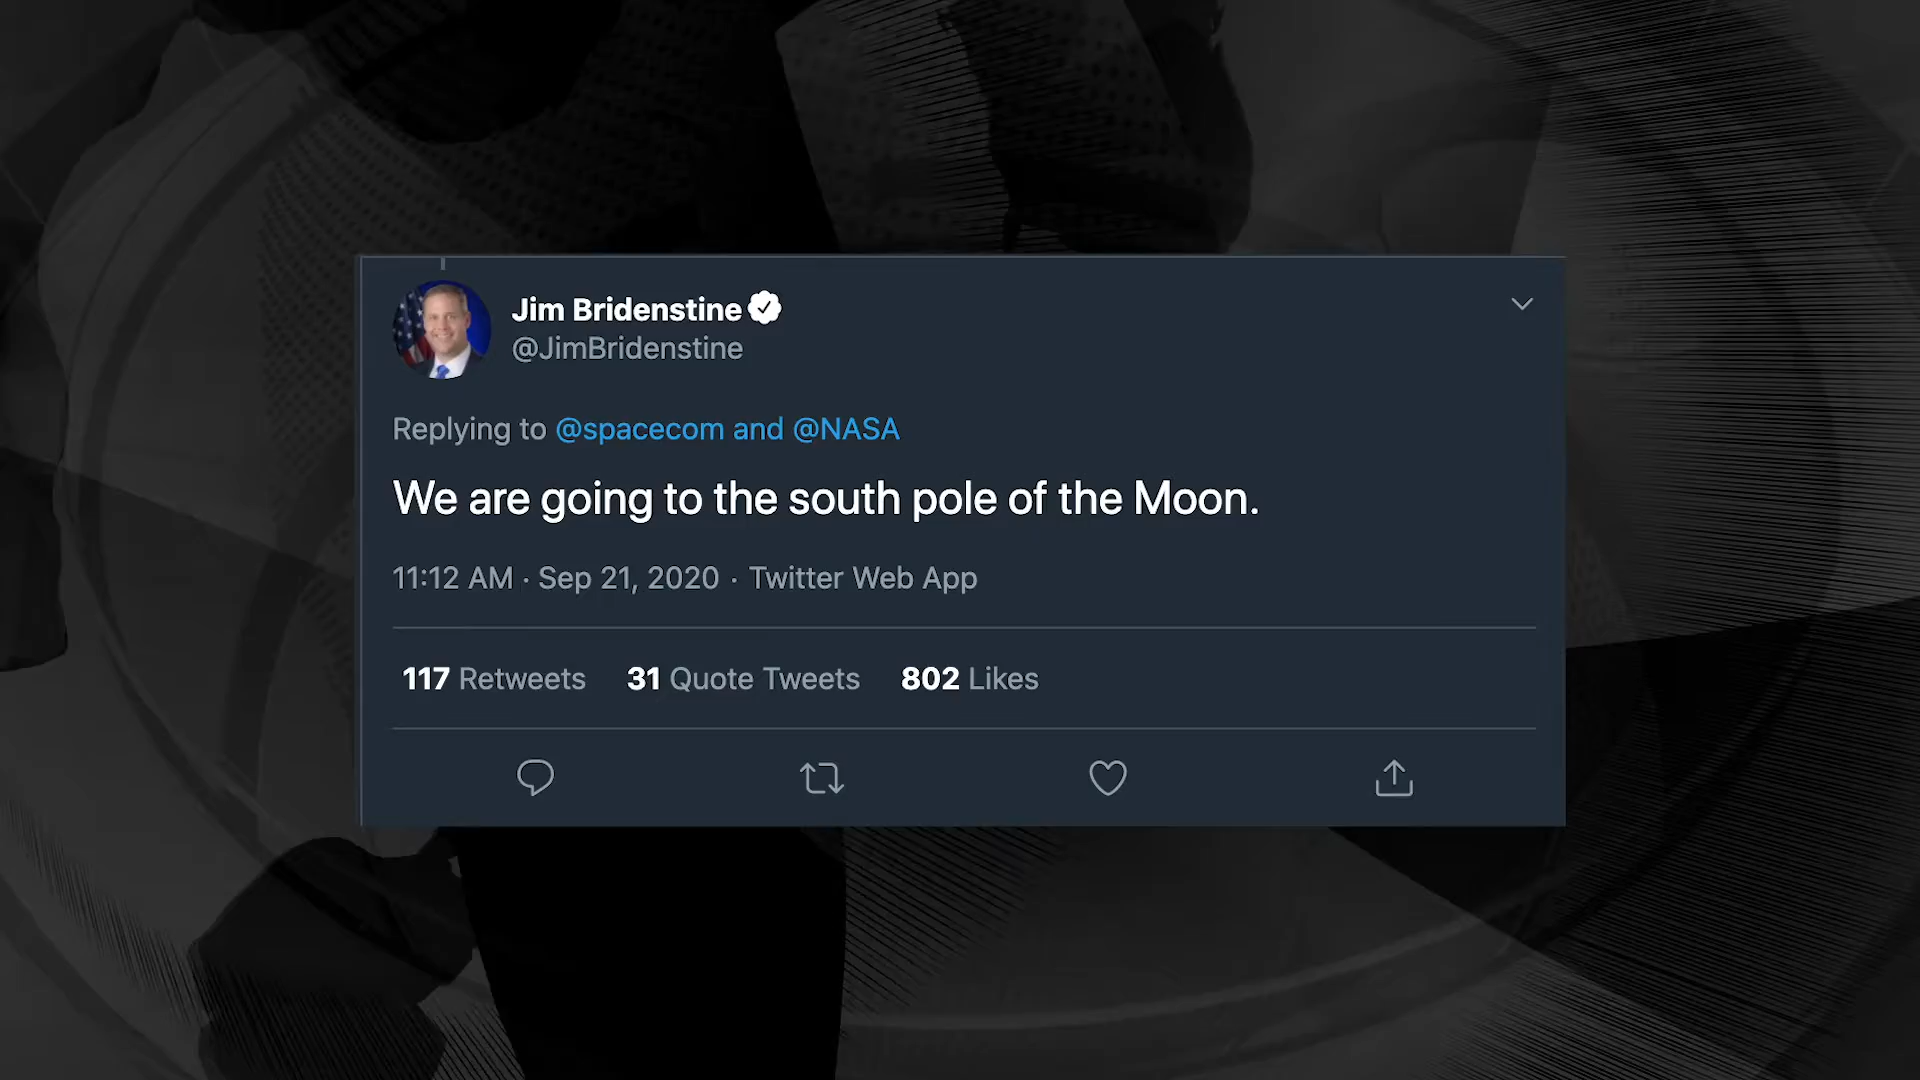 Jim Bridenstine
@JimBridenstine
Replying to @spacecom and @NASA
We are going to the south pole of the Moon.
11:12 AM · Sep 21, 2020 · Twitter Web App
117 Retweets 31 Quote Tweets 802 Likes